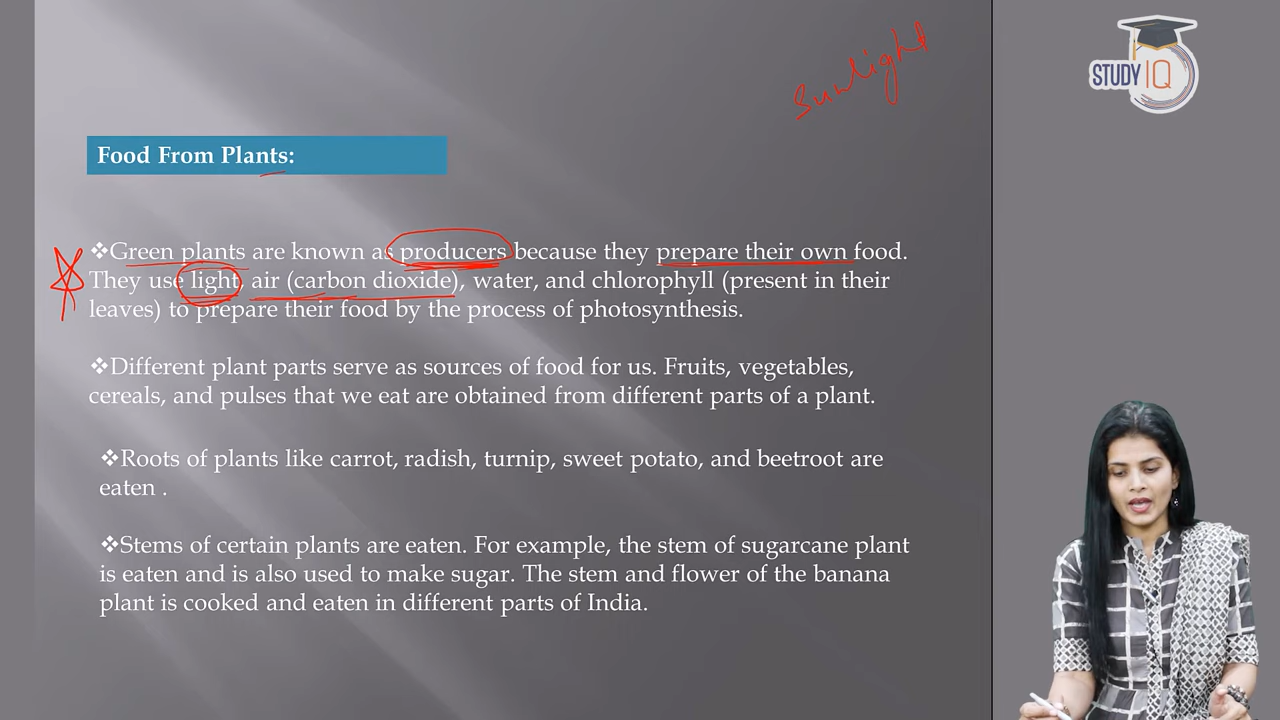 Sunlight
STUDY IQ
Food From Plants:
❖Green plants are known as producers because they prepare their own food.
They use light, air (carbon dioxide), water, and chlorophyll (present in their
leaves) to prepare their food by the process of photosynthesis.
❖Different plant parts serve as sources of food for us. Fruits, vegetables,
cereals, and pulses that we eat are obtained from different parts of a plant.
❖Roots of plants like carrot, radish, turnip, sweet potato, and beetroot are
eaten .
❖Stems of certain plants are eaten. For example, the stem of sugarcane plant
is eaten and is also used to make sugar. The stem and flower of the banana
plant is cooked and eaten in different parts of India.